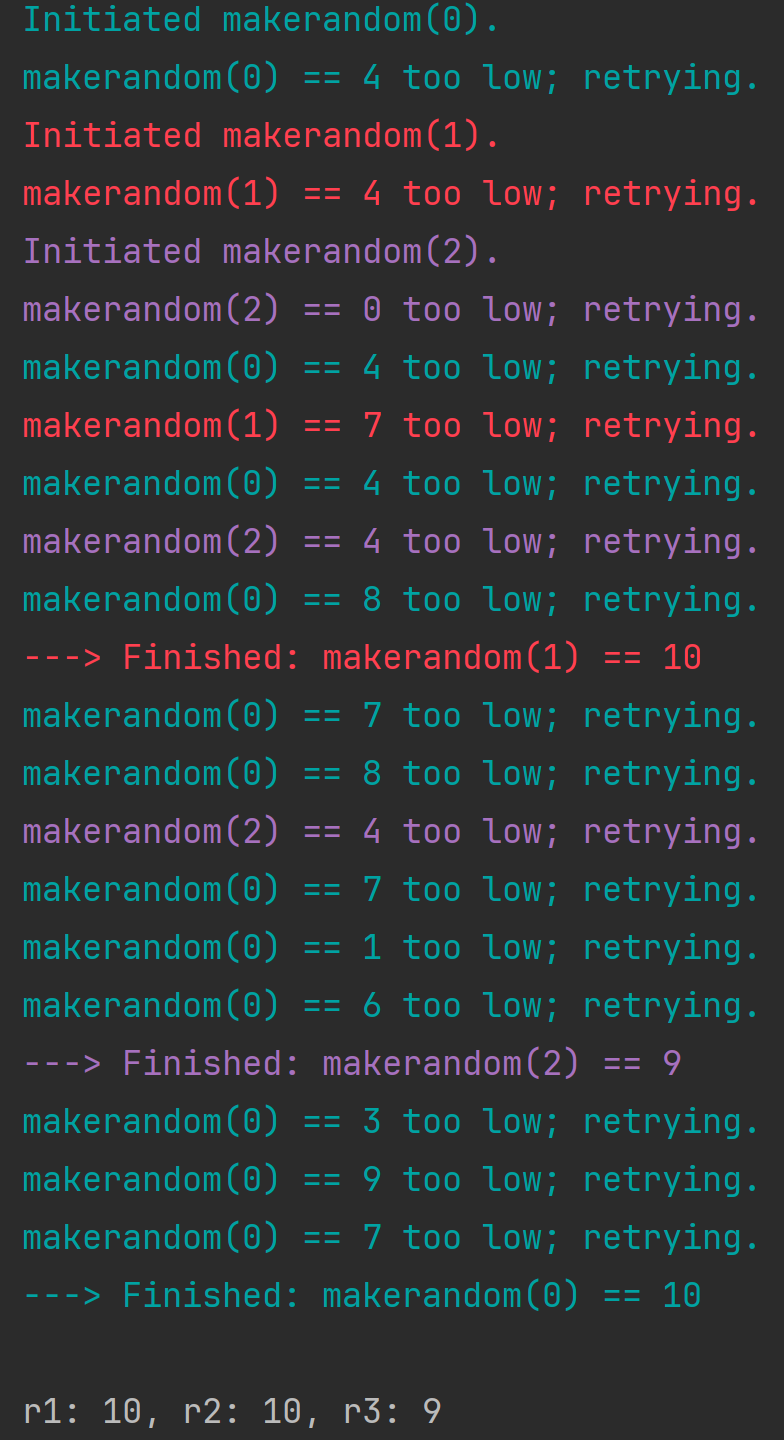 Initiated makerandom(0).
makerandom(0) == 4 too low; retrying.
Initiated makerandom(1).
makerandom(1) == 4 too low; retrying.
Initiated makerandom(2).
makerandom(2) == 0 too low; retrying.
makerandom(0) == 4 too low; retrying.
makerandom(1) == 7 too low; retrying.
makerandom(0) == 4 too low; retrying.
makerandom(2) == 4 too low; retrying.
makerandom(0) == 8 too low; retrying.
---> Finished: makerandom(1) == 10
makerandom(0) == 7 too low; retrying.
makerandom(0) == 8 too low; retrying.
makerandom(2) == 4 too low; retrying.
makerandom(0) == 7 too low; retrying.
makerandom(0) == 1 too low; retrying.
makerandom(0) == 6 too low; retrying.
---> Finished: makerandom(2) == 9
makerandom(0) == 3 too low; retrying.
makerandom(0) == 9 too low; retrying.
makerandom(0) == 7 too low; retrying.
---> Finished: makerandom(0) == 10
r1: 10, r2: 10, r3: 9